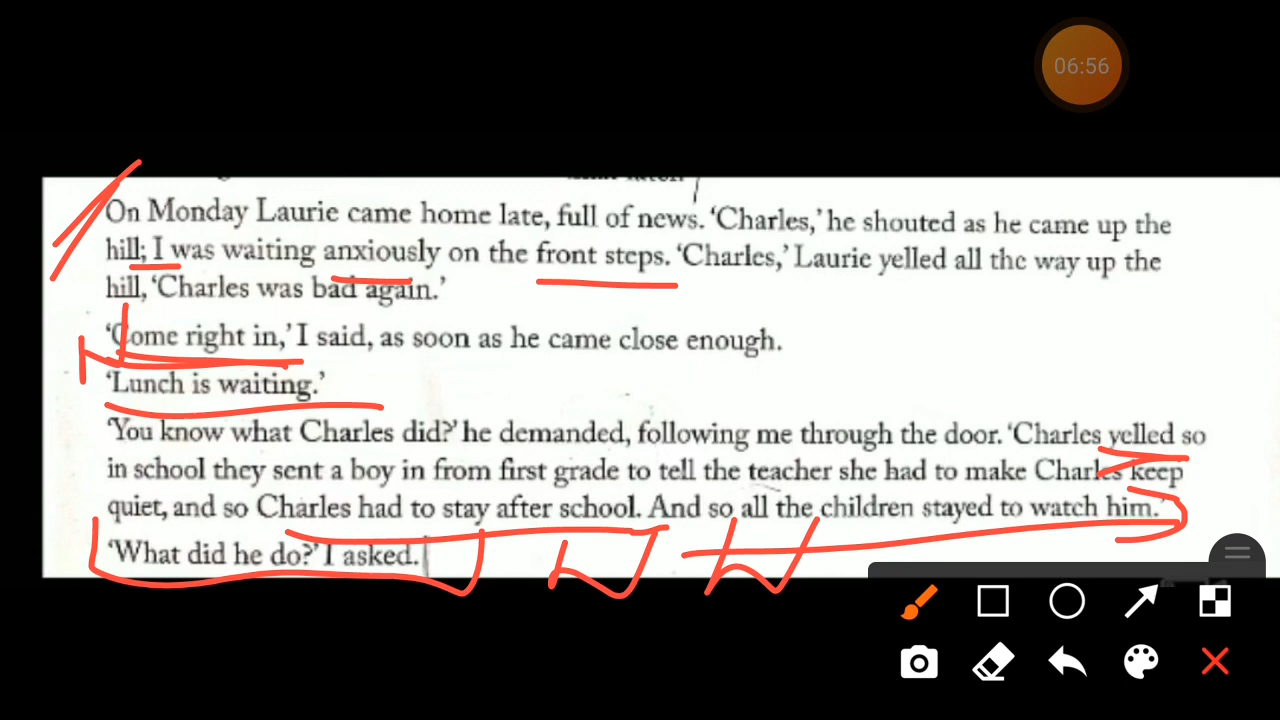 06:56
On Monday Laurie came home late, full of news. ‘Charles,’ he shouted as he came up the
hill; I was waiting anxiously on the front steps. ‘Charles,’ Laurie yelled all the way up the
hill, ‘Charles was bad again.’
‘Come right in,’ I said, as soon as he came close enough.
‘Lunch is waiting.’
‘You know what Charles did?’ he demanded, following me through the door. ‘Charles yelled so
in school they sent a boy in from first grade to tell the teacher she had to make Charles keep
quiet, and so Charles had to stay after school. And so all the children stayed to watch him.’
‘What did he do?’ I asked.